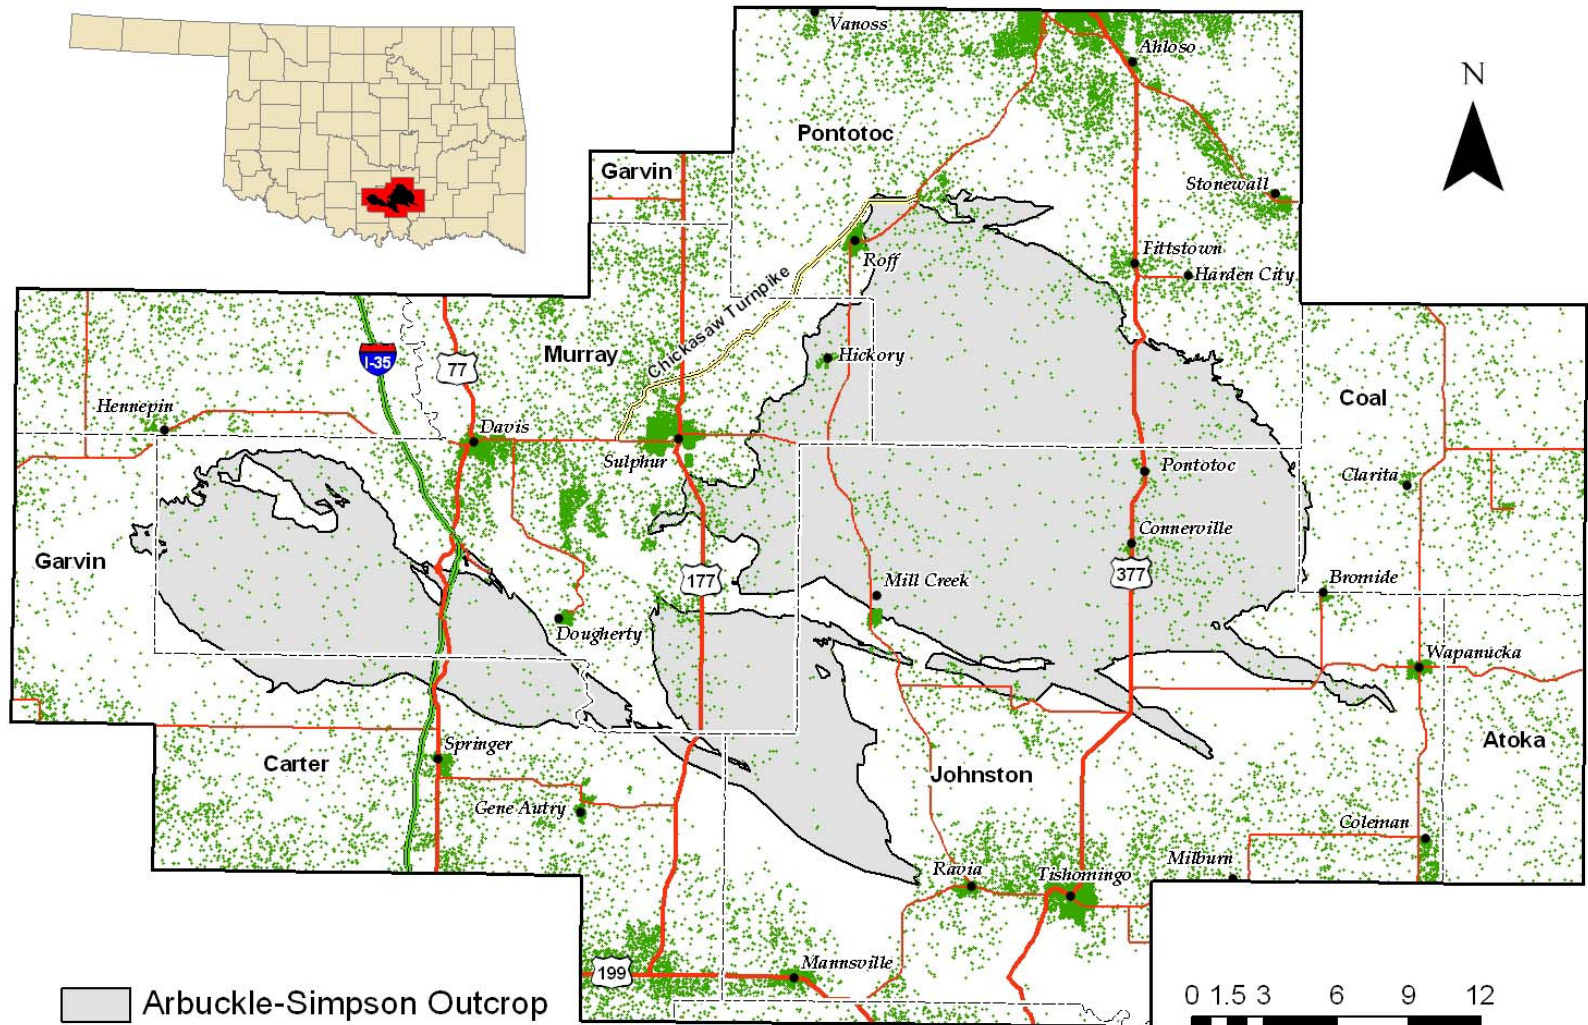 Vanoss
Ahloso
N
Pontotoc
Garvin
Stonewall
Roff
Fittstown
Harden City
Chickasaw Turnpike
I-35
77
Murray
Hickory
Hennepin
Coal
Davis
Sulphur
Pontotoc
Clarita
Connerville
Garvin
177
Mill Creek
377
Bromide
Dougherty
Wapanucka
Springer
Carter
Johnston
Atoka
Gene Autry
Coleman
Ravia
Tishomingo
Milburn
199
Mannsville
Arbuckle-Simpson Outcrop
0 1.5 3 6 9 12